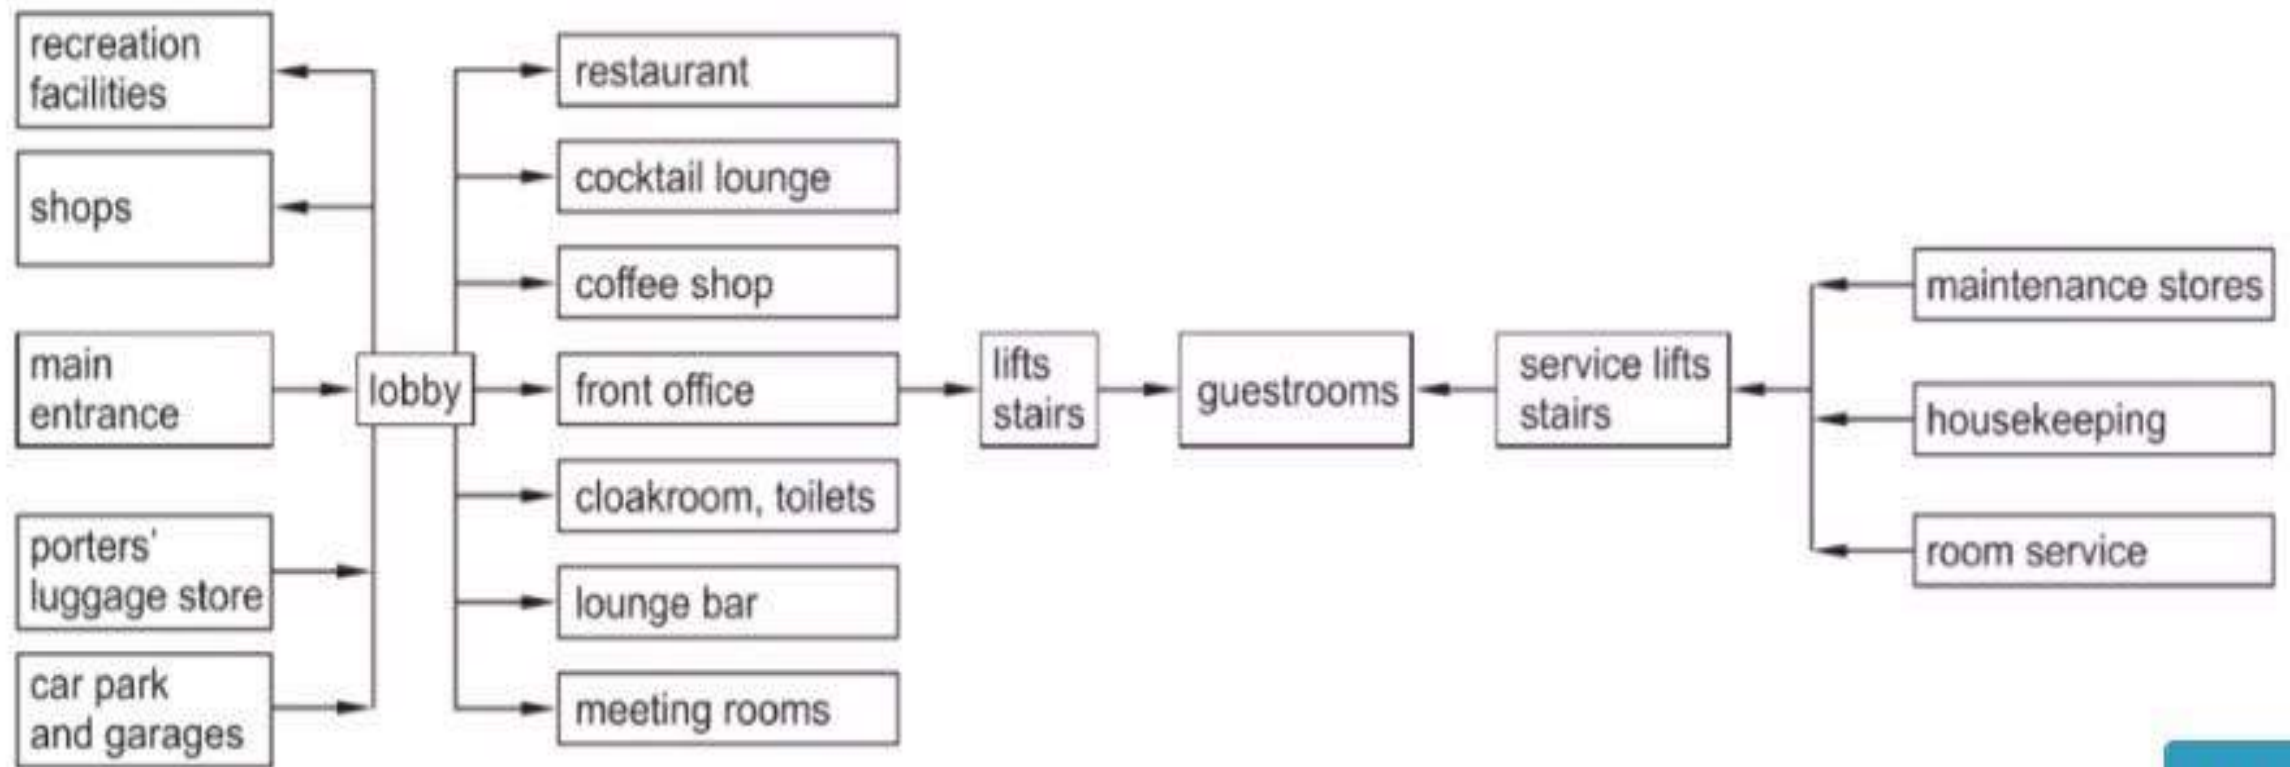 recreation
facilities
shops
main
entrance
porters'
luggage store
car park
and garages
lobby
restaurant
cocktail lounge
coffee shop
front office
cloakroom, toilets
lounge bar
meeting rooms
lifts
stairs
guestrooms
service lifts
stairs
maintenance stores
housekeeping
room service